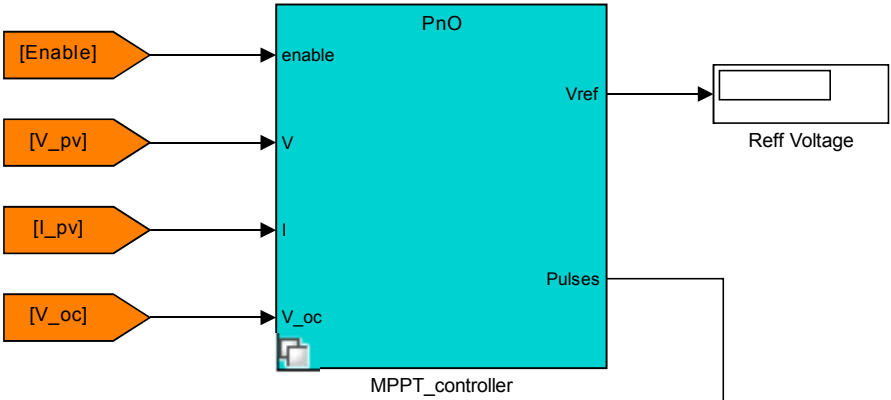 PnO
[Enable]
enable
Vref
[V_pv]
V
Reff Voltage
[I_pv]
I
Pulses
[V_oc]
V_oc
MPPT_controller